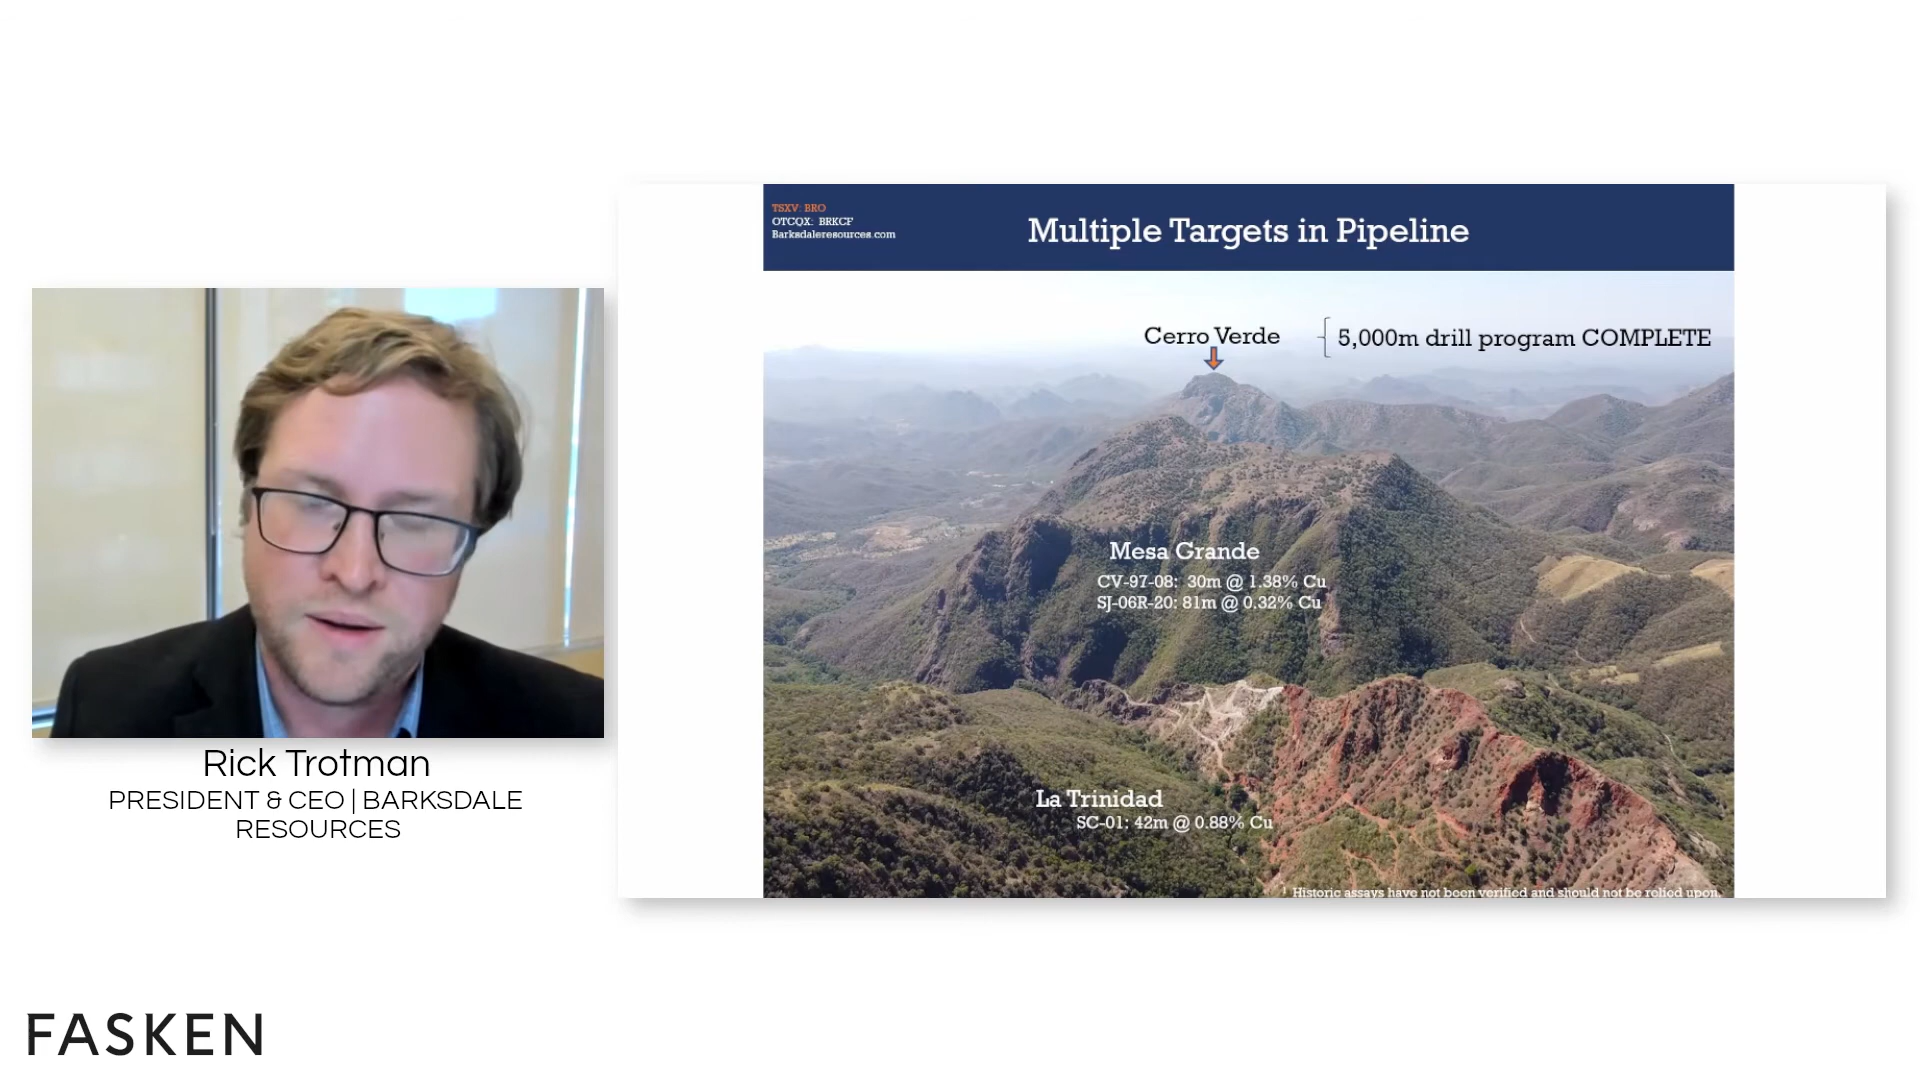 TSXV: BRO
OTCQX: BRKCF
Barksdaleresources.com
Multiple Targets in Pipeline
Cerro Verde
5,000m drill program COMPLETE
Mesa Grande
CV-97-08: 30m @ 1.38% Cu
SJ-06R-20: 81m @ 0.32% Cu
La Trinidad
SC-01: 42m @ 0.88% Cu
¹ Historic assays have not been verified and should not be relied upon.
Rick Trotman
PRESIDENT & CEO | BARKSDALE
RESOURCES
FASKEN